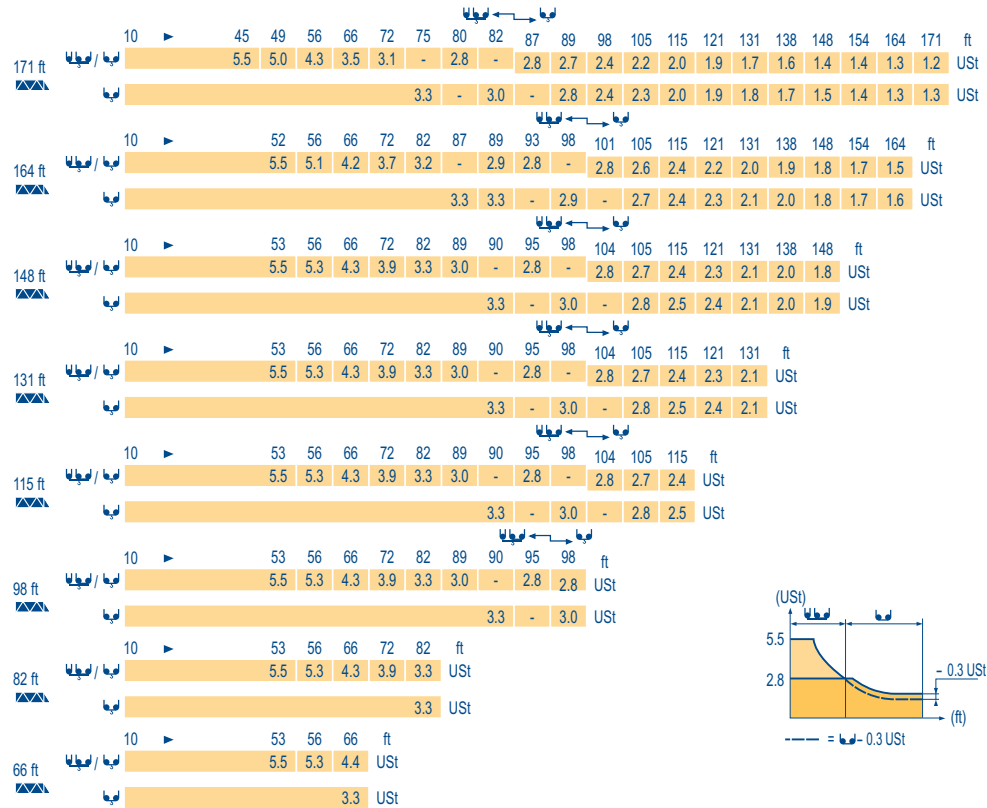 10 ► 45 49 56 66 72 75 80 82 87 89 98 105 115 121 131 138 148 154 164 171 ft
171 ft / 5.5 5.0 4.3 3.5 3.1 - 2.8 - 2.8 2.7 2.4 2.2 2.0 1.9 1.7 1.6 1.4 1.4 1.3 1.2 USt
3.3 - 3.0 - 2.8 2.4 2.3 2.0 1.9 1.8 1.7 1.5 1.4 1.3 1.3 USt
10 ► 52 56 66 72 82 87 89 93 98 101 105 115 121 131 138 148 154 164 ft
164 ft / 5.5 5.1 4.2 3.7 3.2 - 2.9 2.8 - 2.8 2.6 2.4 2.2 2.0 1.9 1.8 1.7 1.5 USt
3.3 3.3 - 2.9 - 2.7 2.4 2.3 2.1 2.0 1.8 1.7 1.6 USt
10 ► 53 56 66 72 82 89 90 95 98 104 105 115 121 131 138 148 ft
148 ft / 5.5 5.3 4.3 3.9 3.3 3.0 - 2.8 - 2.8 2.7 2.4 2.3 2.1 2.0 1.8 USt
3.3 - 3.0 - 2.8 2.5 2.4 2.1 2.0 1.9 USt
10 ► 53 56 66 72 82 89 90 95 98 104 105 115 121 131 ft
131 ft / 5.5 5.3 4.3 3.9 3.3 3.0 - 2.8 - 2.8 2.7 2.4 2.3 2.1 USt
3.3 - 3.0 - 2.8 2.5 2.4 2.1 USt
10 ► 53 56 66 72 82 89 90 95 98 104 105 115 ft
115 ft / 5.5 5.3 4.3 3.9 3.3 3.0 - 2.8 - 2.8 2.7 2.4 USt
3.3 - 3.0 - 2.8 2.5 USt
10 ► 53 56 66 72 82 89 90 95 98 ft
98 ft / 5.5 5.3 4.3 3.9 3.3 3.0 - 2.8 2.8 USt
3.3 - 3.0 USt
10 ► 53 56 66 72 82 ft
82 ft / 5.5 5.3 4.3 3.9 3.3 USt
3.3 USt
10 ► 53 56 66 ft
66 ft / 5.5 5.3 4.4 USt
3.3 USt
(USt)
5.5
2.8
- 0.3 USt
(ft)
= - 0.3 USt